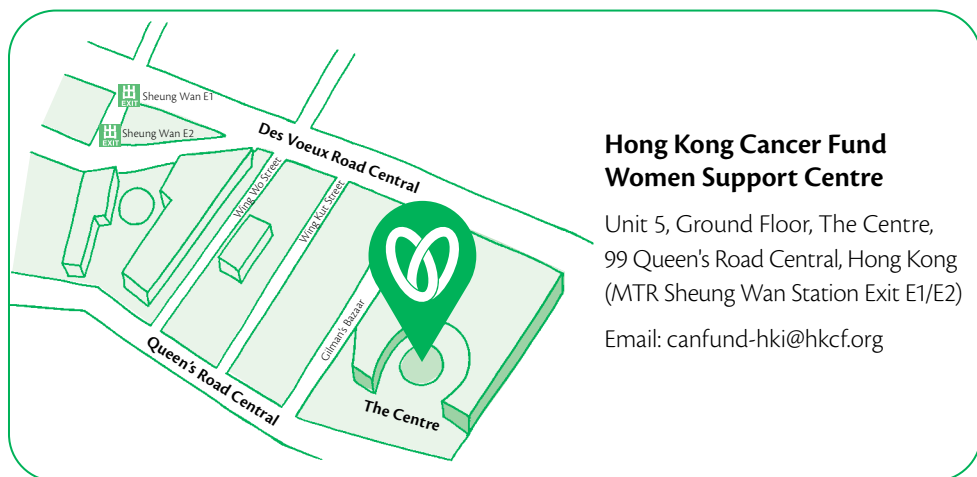 EXIT
Sheung Wan E1
EXIT
Sheung Wan E2
Des Voeux Road Central
Wing Wo Street
Wing Kut Street
Gilman's Bazaar
Queen's Road Central
The Centre
Hong Kong Cancer Fund
Women Support Centre
Unit 5, Ground Floor, The Centre,
99 Queen's Road Central, Hong Kong
(MTR Sheung Wan Station Exit E1/E2)
Email: canfund-hki@hkcf.org